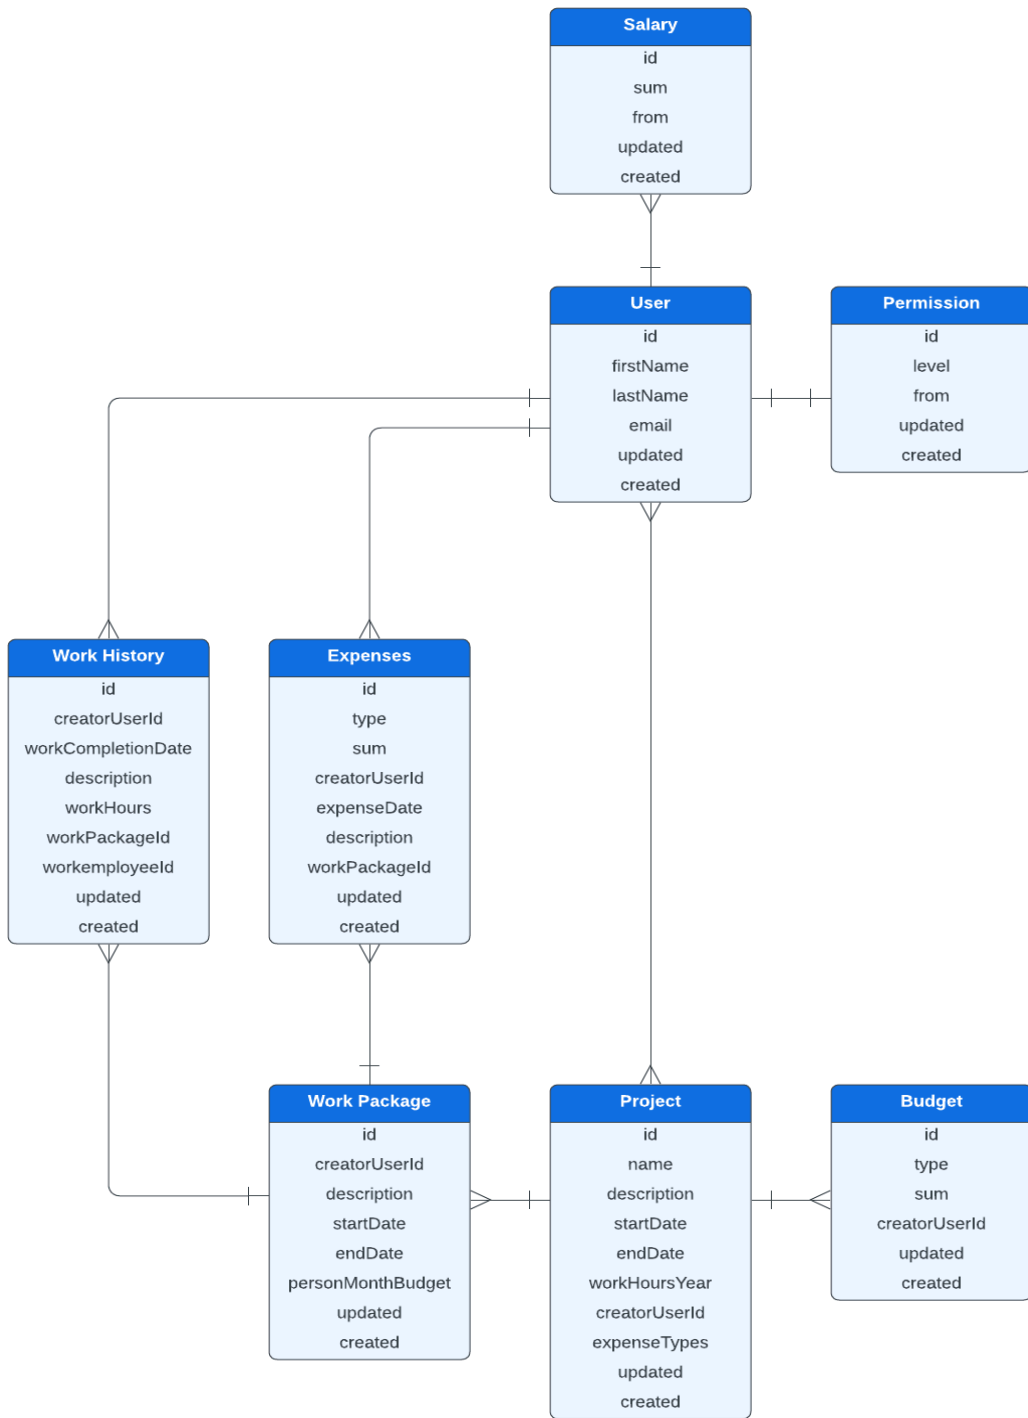 Salary
id
sum
from
updated
created
User
id
firstName
lastName
email
updated
created
Permission
id
level
from
updated
created
Work History
id
creatorUserId
workCompletionDate
description
workHours
workPackageId
workemployeeId
updated
created
Expenses
id
type
sum
creatorUserId
expenseDate
description
workPackageId
updated
created
Work Package
id
creatorUserId
description
startDate
endDate
personMonthBudget
updated
created
Project
id
name
description
startDate
endDate
workHoursYear
creatorUserId
expenseTypes
updated
created
Budget
id
type
sum
creatorUserId
updated
created